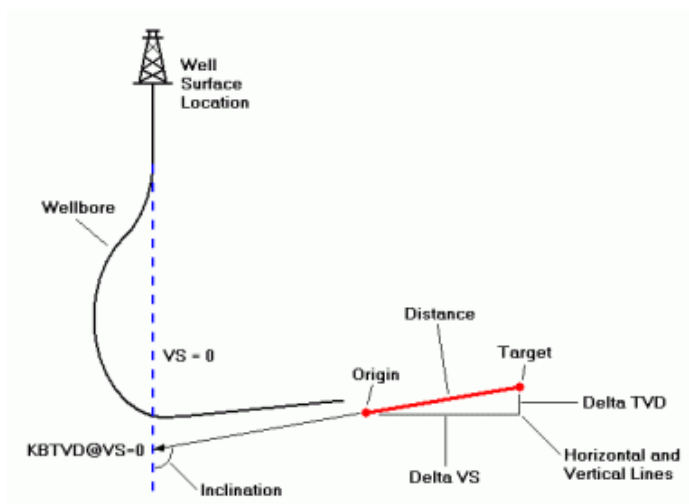 Well
Surface
Location
Wellbore
Distance
Target
VS = 0
Origin
Delta TVD
KBTVD@VS=0
Horizontal and
Vertical Lines
Delta VS
Inclination